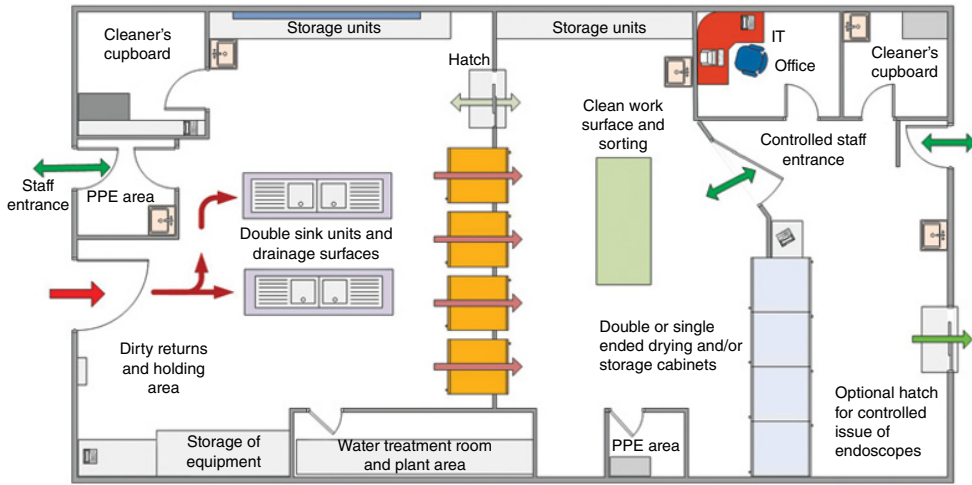 Cleaner's
cupboard
Storage units
Storage units
IT
Office
Cleaner's
cupboard
Hatch
Clean work
surface and
sorting
Controlled staff
entrance
Staff
entrance
PPE area
Double sink units and
drainage surfaces
Dirty returns
and holding
area
Double or single
ended drying and/or
storage cabinets
Optional hatch
for controlled
issue of
endoscopes
Storage of
equipment
Water treatment room
and plant area
PPE area